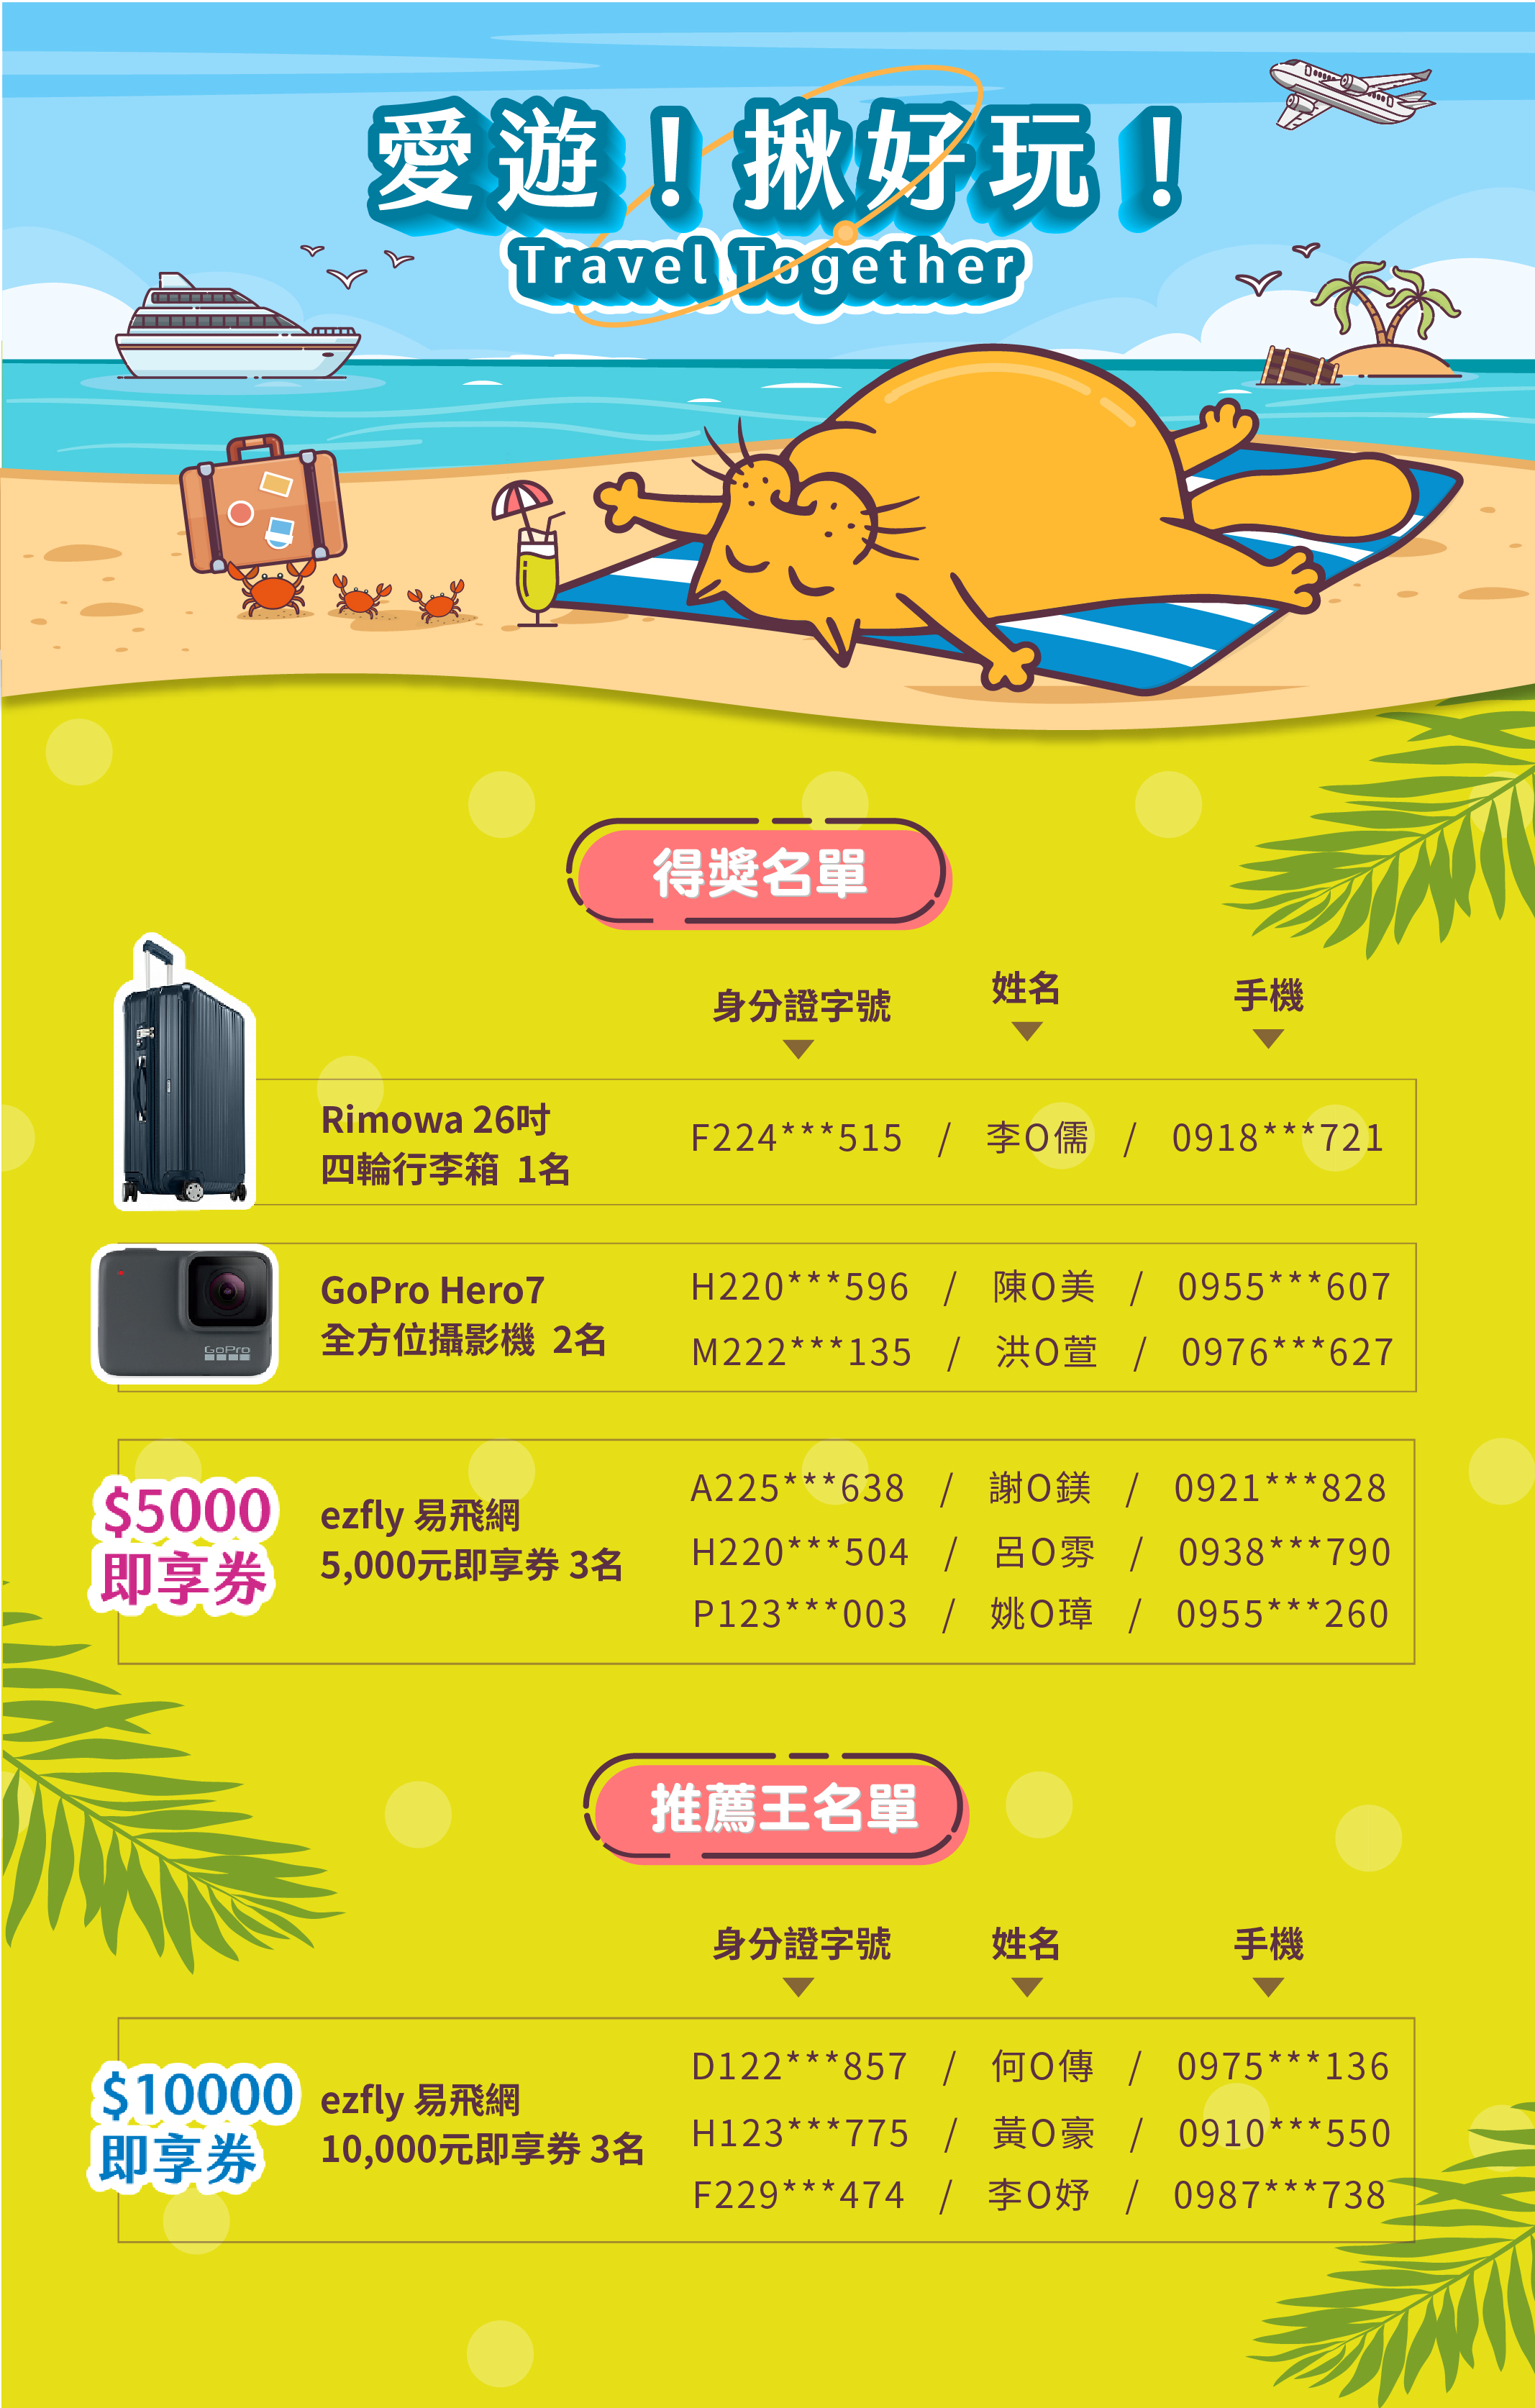 愛遊！揪好玩！
Travel Together
得獎名單
身分證字號 姓名 手機
Rimowa 26吋
四輪行李箱 1名
F224***515 / 李O儒 / 0918***721
GoPro
GoPro Hero7
全方位攝影機 2名
H220***596 / 陳O美 / 0955***607
M222***135 / 洪O萱 / 0976***627
$5000
即享券
ezfly 易飛網
5,000元即享券 3名
A225***638 / 謝O鎂 / 0921***828
H220***504 / 呂O雰 / 0938***790
P123***003 / 姚O璋 / 0955***260
推薦王名單
身分證字號 姓名 手機
$10000
即享券
ezfly 易飛網
10,000元即享券 3名
D122***857 / 何O傳 / 0975***136
H123***775 / 黃O豪 / 0910***550
F229***474 / 李O妤 / 0987***738